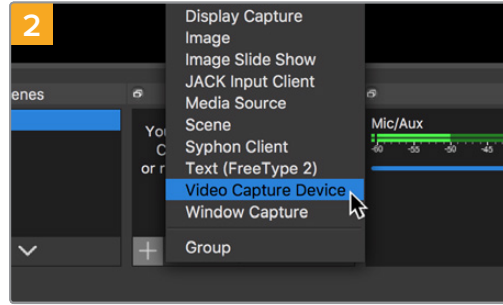 2
Display Capture
Image
Image Slide Show
JACK Input Client
Media Source
Scene
Syphon Client
Text (FreeType 2)
Video Capture Device
Window Capture
Group
enes
You
C
or r
Mic/Aux
-60 -55 -50 -45